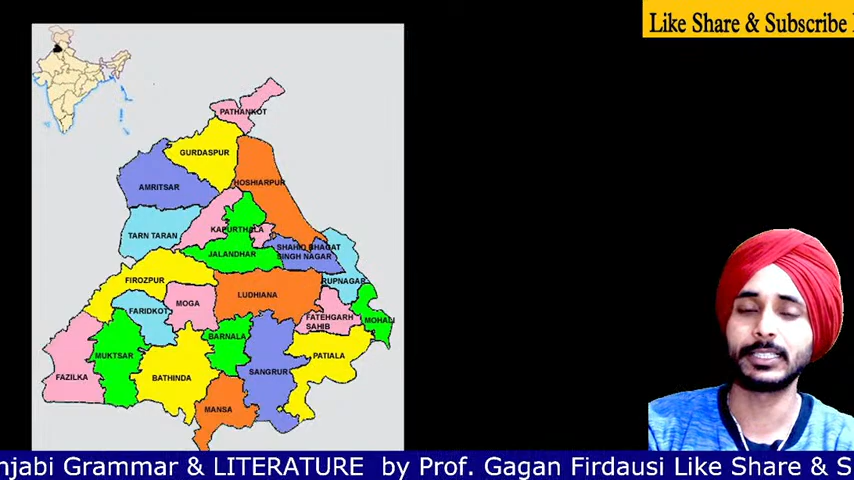 Like Share & Subscribe
PATHANKOT
GURDASPUR
AMRITSAR
HOSHIARPUR
TARN TARAN
KAPURTHALA
JALANDHAR
SHAHID BHAGAT
SINGH NAGAR
RUPNAGAR
FIROZPUR
FARIDKOT
MOGA
LUDHIANA
FATEHGARH
SAHIB
MOHALI
MUKTSAR
BARNALA
PATIALA
FAZILKA
BATHINDA
SANGRUR
MANSA
njabi Grammar & LITERATURE by Prof. Gagan Firdausi Like Share & S